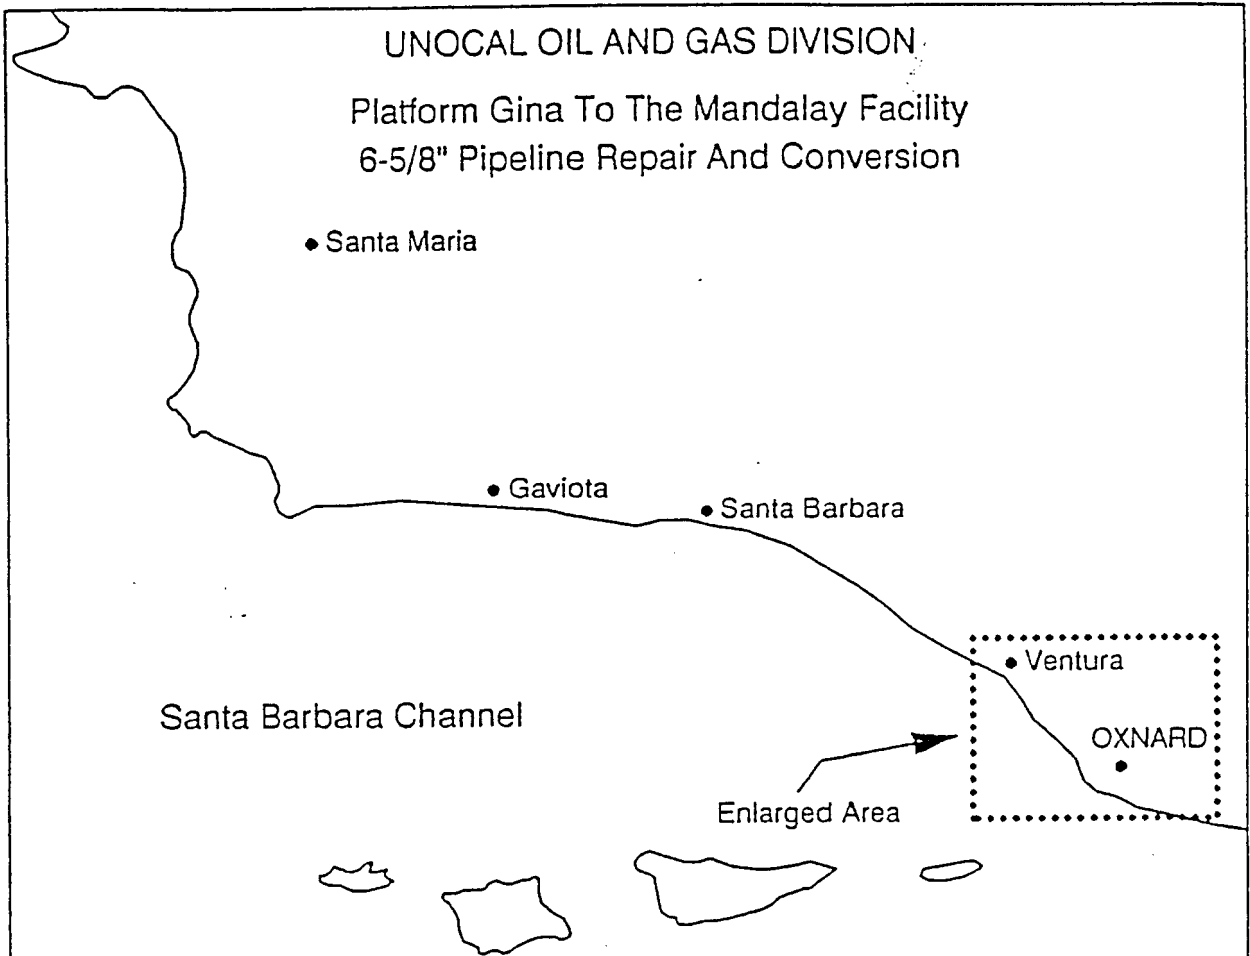 UNOCAL OIL AND GAS DIVISION
Platform Gina To The Mandalay Facility
6-5/8" Pipeline Repair And Conversion
Santa Maria
Gaviota
Santa Barbara
Ventura
Santa Barbara Channel
OXNARD
Enlarged Area